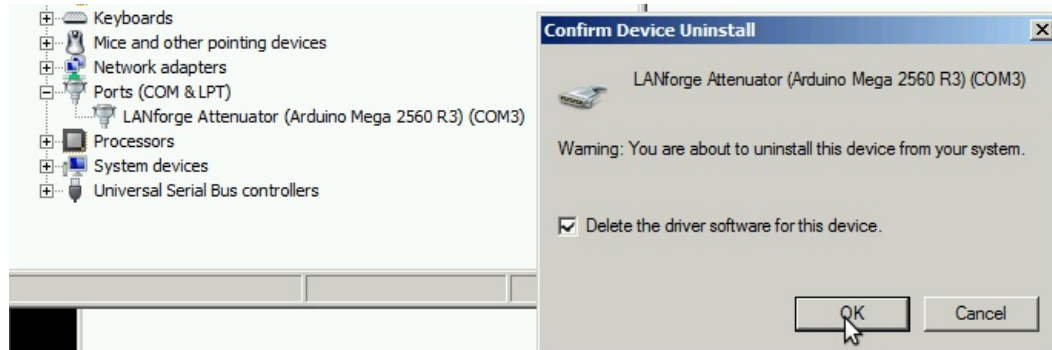 Keyboards
Mice and other pointing devices
Network adapters
Ports (COM & LPT)
LANforge Attenuator (Arduino Mega 2560 R3) (COM3)
Processors
System devices
Universal Serial Bus controllers
Confirm Device Uninstall
LANforge Attenuator (Arduino Mega 2560 R3) (COM3)
Warning: You are about to uninstall this device from your system.
Delete the driver software for this device.
OK
Cancel